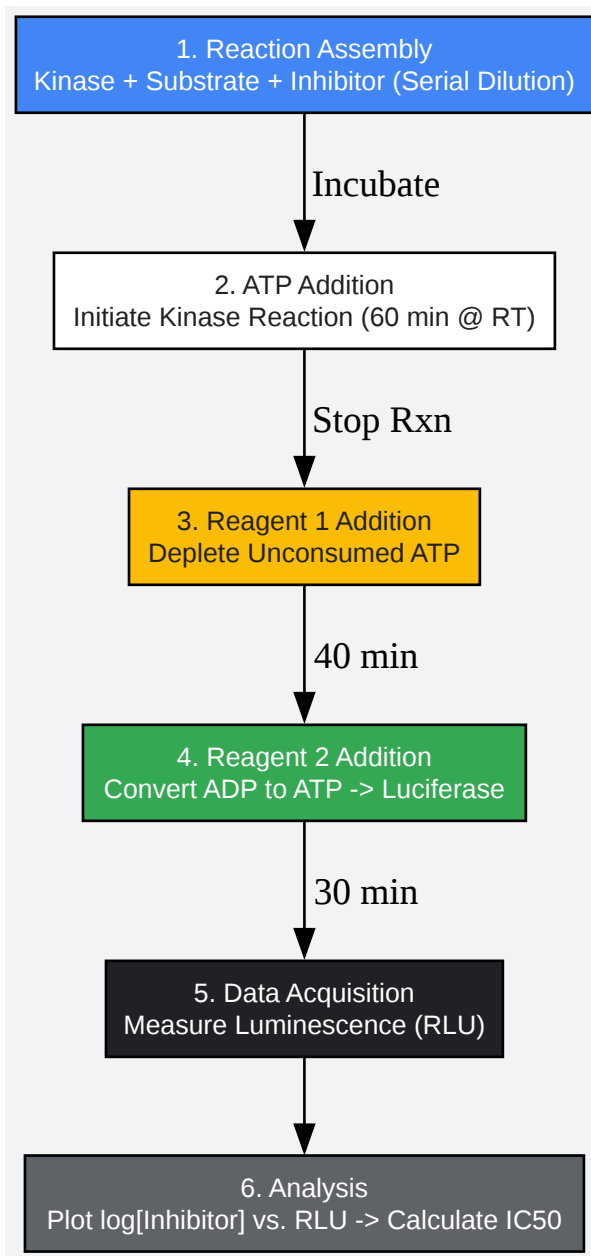 1. Reaction Assembly
Kinase + Substrate + Inhibitor (Serial Dilution)
Incubate
2. ATP Addition
Initiate Kinase Reaction (60 min @ RT)
Stop Rxn
3. Reagent 1 Addition
Deplete Unconsumed ATP
40 min
4. Reagent 2 Addition
Convert ADP to ATP -> Luciferase
30 min
5. Data Acquisition
Measure Luminescence (RLU)
6. Analysis
Plot log[Inhibitor] vs. RLU -> Calculate IC50